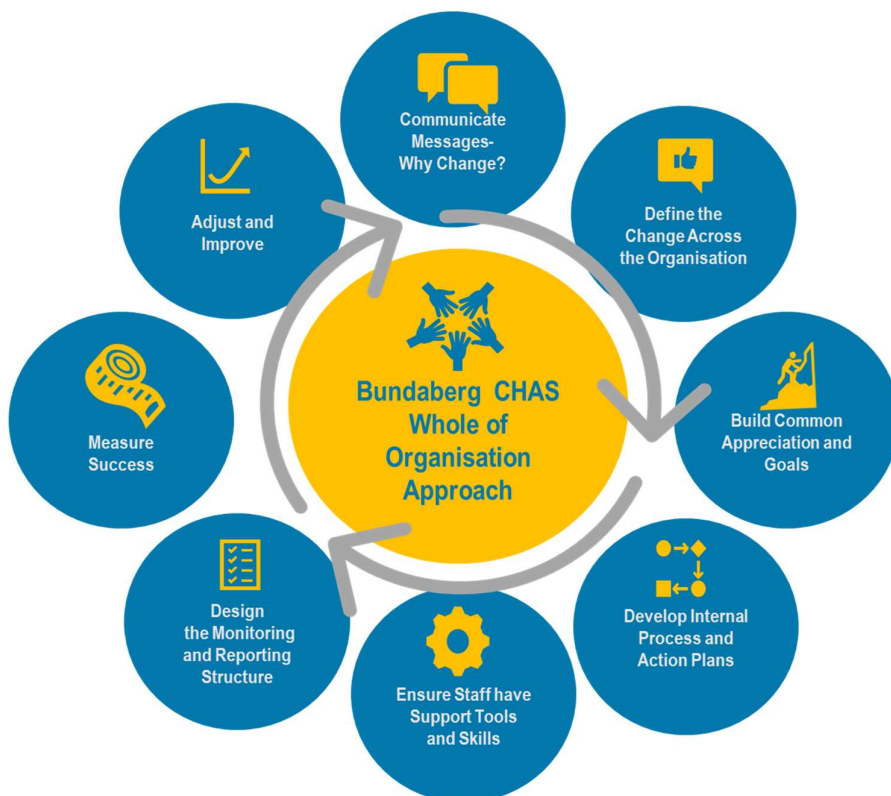 Communicate
Messages-
Why Change?
Define the
Change Across
the Organisation
Build Common
Appreciation and
Goals
Develop Internal
Process and
Action Plans
Ensure Staff have
Support Tools
and Skills
Design
the Monitoring
and Reporting
Structure
Measure
Success
Adjust and
Improve
Bundaberg CHAS
Whole of
Organisation
Approach